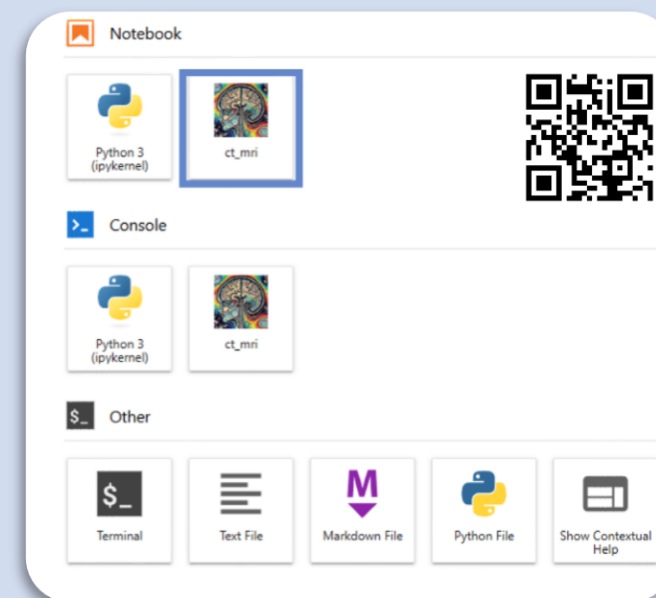 Notebook
Python 3
(ipykernel)
ct_mri
>_ Console
Python 3
(ipykernel)
ct_mri
$_ Other
$_
Terminal
Text File
M
Markdown File
Python File
Show Contextual
Help